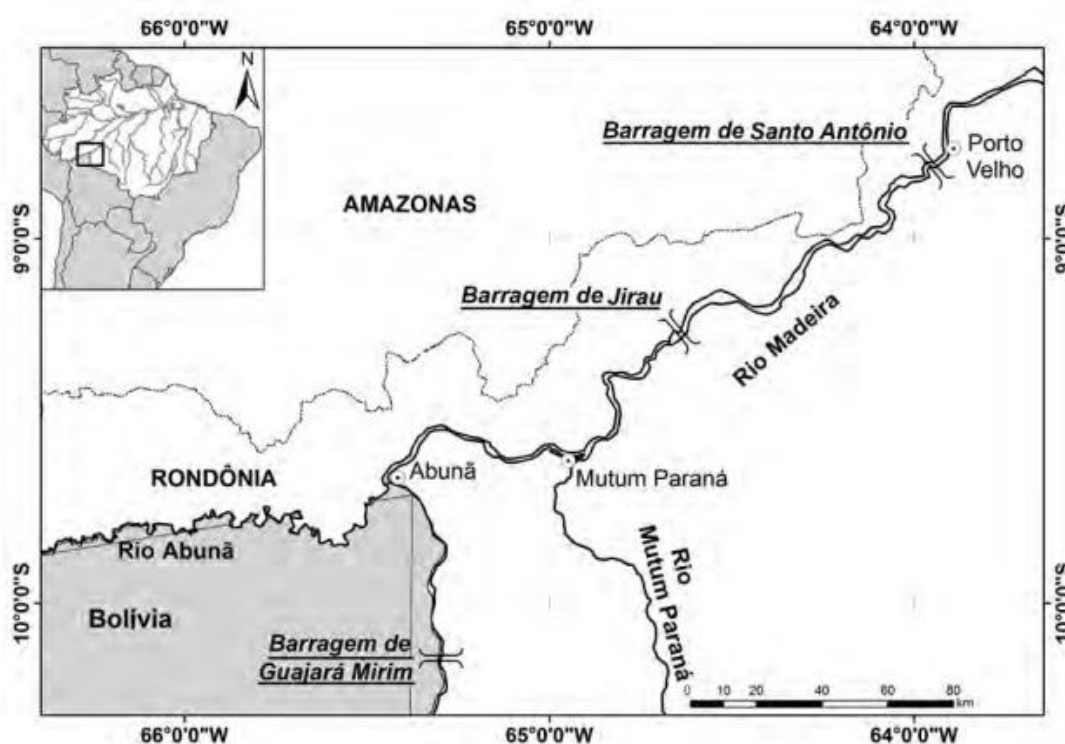 66°0'0"W
65°0'0"W
64°0'0"W
N
Barragem de Santo Antônio
Porto
Velho
AMAZONAS
9°0'0"S
9°0'0"S
Barragem de Jirau
Rio Madeira
Abunã
RONDÔNIA
Mutum Paraná
Rio Abunã
Rio
Mutum Paraná
10°0'0"S
10°0'0"S
Bolívia
Barragem de
Guajará Mirim
0 10 20 40 60 80
km
66°0'0"W
65°0'0"W
64°0'0"W